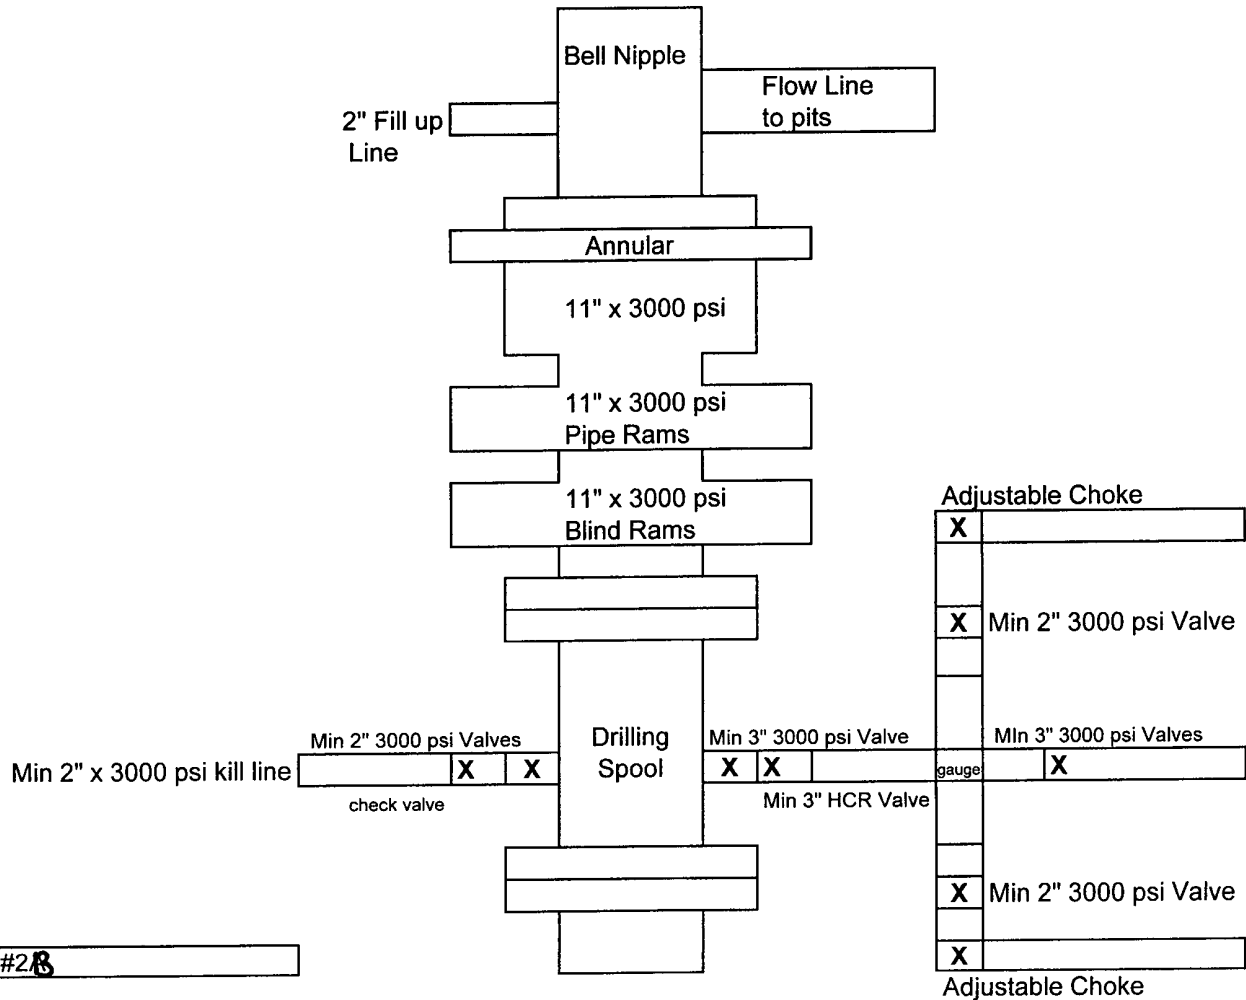 Bell Nipple
Flow Line
to pits
2" Fill up
Line
Annular
11" x 3000 psi
11" x 3000 psi
Pipe Rams
11" x 3000 psi
Blind Rams
Adjustable Choke
X
X Min 2" 3000 psi Valve
Min 2" 3000 psi Valves
Drilling
Spool
Min 3" 3000 psi Valve
MIn 3" 3000 psi Valves
Min 2" x 3000 psi kill line
X X
X X
gauge
X
check valve
Min 3" HCR Valve
X Min 2" 3000 psi Valve
X
Adjustable Choke
#2